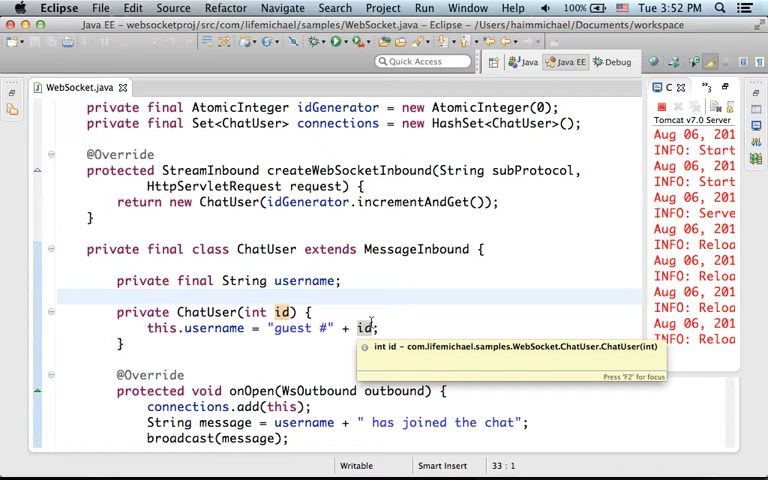 Eclipse File Edit Source Refactor Navigate Search Project Run Window Help 100% Tue 3:52 PM
Java EE - websocketproj/src/com/lifemichael/samples/WebSocket.java - Eclipse - /Users/haimmichael/Documents/workspace
Quick Access Java Java EE Debug
WebSocket.java C »3
Tomcat v7.0 Server
private final AtomicInteger idGenerator = new AtomicInteger(0);
private final Set<ChatUser> connections = new HashSet<ChatUser>();
@Override
protected StreamInbound createWebSocketInbound(String subProtocol,
HttpServletRequest request) {
return new ChatUser(idGenerator.incrementAndGet());
}
private final class ChatUser extends MessageInbound {
private final String username;
private ChatUser(int id) {
this.username = "guest #" + id;
}
int id - com.lifemichael.samples.WebSocket.ChatUser.ChatUser(int)
Press 'F2' for focus
@Override
protected void onOpen(WsOutbound outbound) {
connections.add(this);
String message = username + " has joined the chat";
broadcast(message);
Aug 06, 201
INFO: Start
Aug 06, 201
INFO: Start
Aug 06, 201
INFO: Serve
Aug 06, 201
INFO: Reloa
Aug 06, 201
INFO: Reloa
Aug 06, 201
INFO: Reloa
Aug 06, 201
INFO: Reloa
Writable Smart Insert 33 : 1